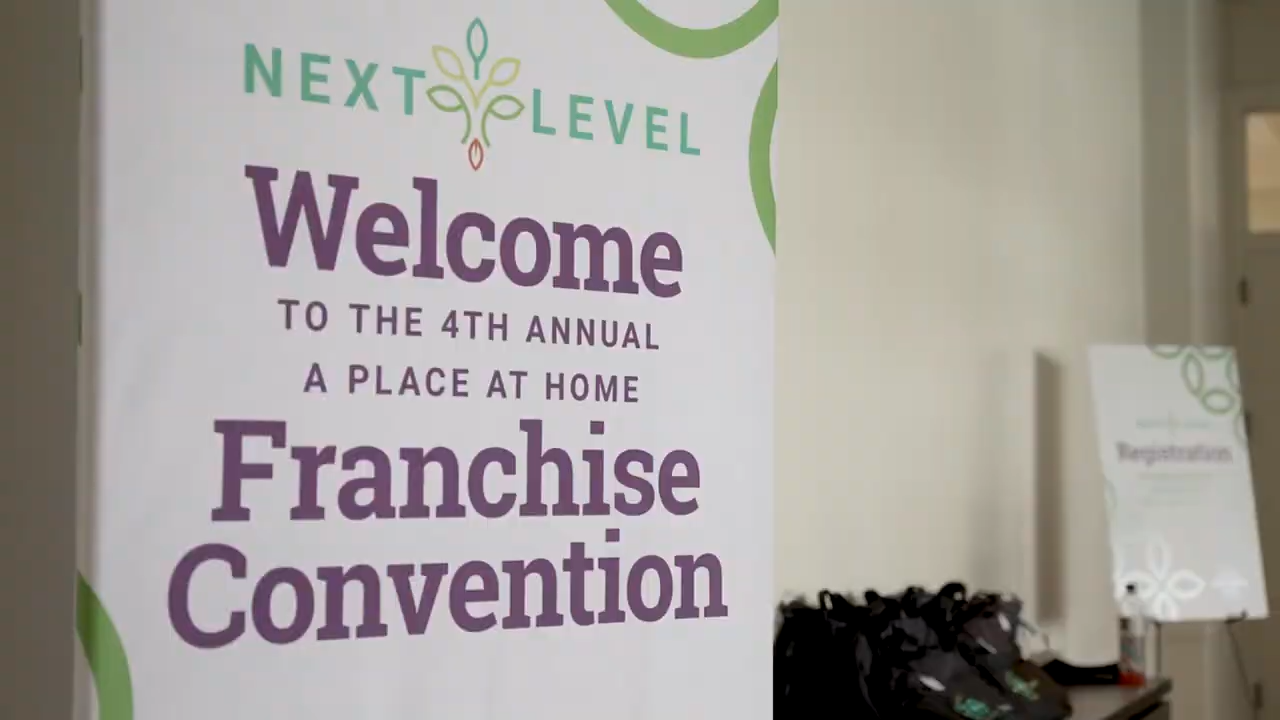 NEXT LEVEL
Welcome
TO THE 4TH ANNUAL
A PLACE AT HOME
Franchise
Convention
Registration